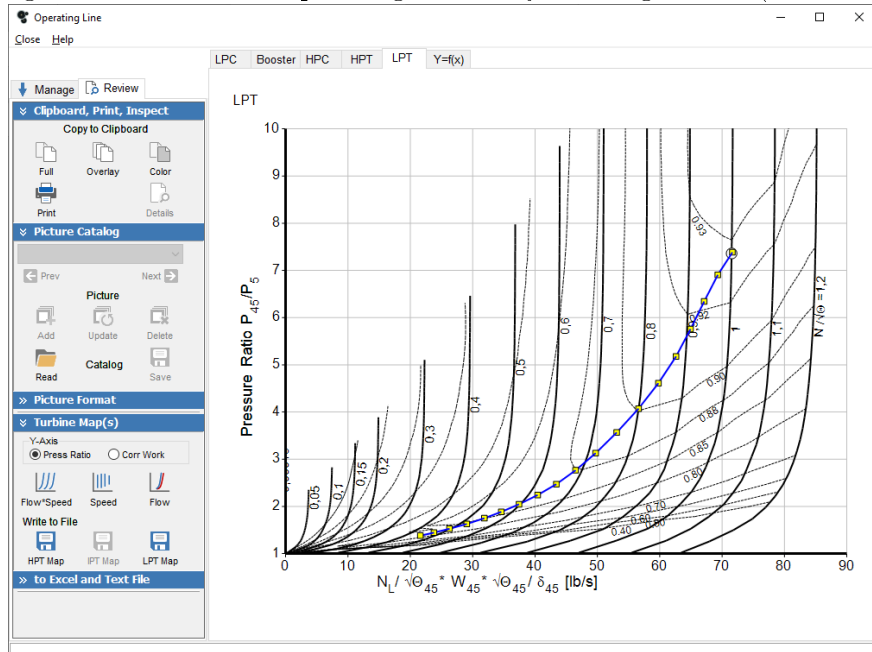 Operating Line
Close Help
LPC Booster HPC HPT LPT Y=f(x)
Manage Review
Clipboard, Print, Inspect
Copy to Clipboard
Full Overlay Color
Print Details
Picture Catalog
Prev Next
Picture
Add Update Delete
Read Catalog Save
Picture Format
Turbine Map(s)
Y-Axis
Press Ratio Corr Work
Flow*Speed Speed Flow
Write to File
HPT Map IPT Map LPT Map
to Excel and Text File
LPT
10
9
8
7
6
5
4
3
2
1
Pressure Ratio P45/P5
0 10 20 30 40 50 60 70 80 90
NL / √Θ45* W45* √Θ45/ δ45 [lb/s]
0,05
0,1
0,15
0,2
0,3
0,4
0,5
0,6
0,7
0,8
1
1,1
N /√Θ = 1,2
0.93
0.92
0.90
0.88
0.85
0.80
0.70
0.60
0.40